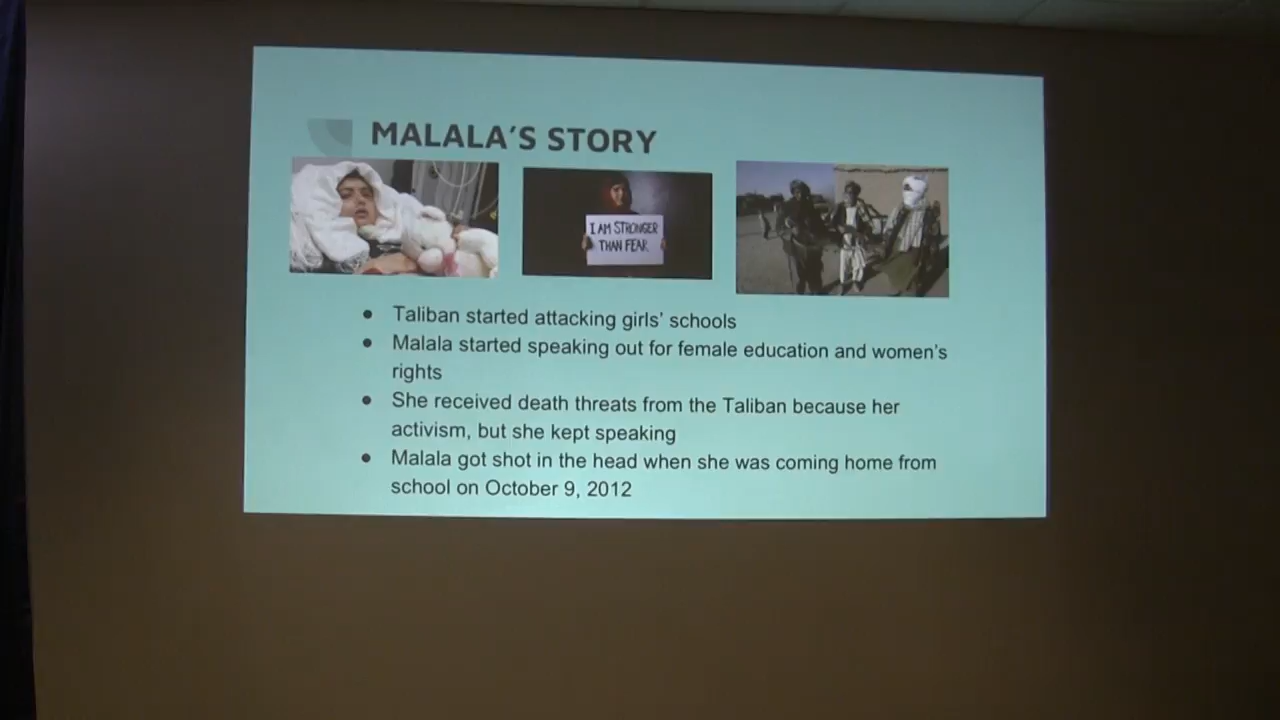 MALALA'S STORY
I AM STRONGER
THAN FEAR
Taliban started attacking girls' schools
Malala started speaking out for female education and women's
rights
She received death threats from the Taliban because her
activism, but she kept speaking
Malala got shot in the head when she was coming home from
school on October 9, 2012